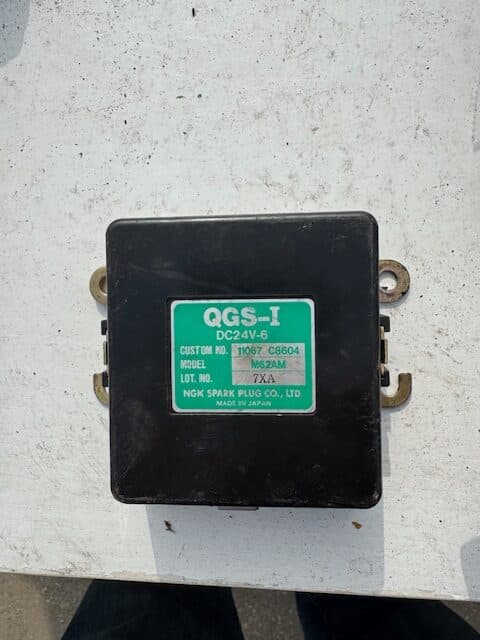 QGS-I
DC24V-6
CUSTOM NO. 11067 C8604
MODEL M62AM
LOT. NO. 7XA
NGK SPARK PLUG CO., LTD.
MADE IN JAPAN